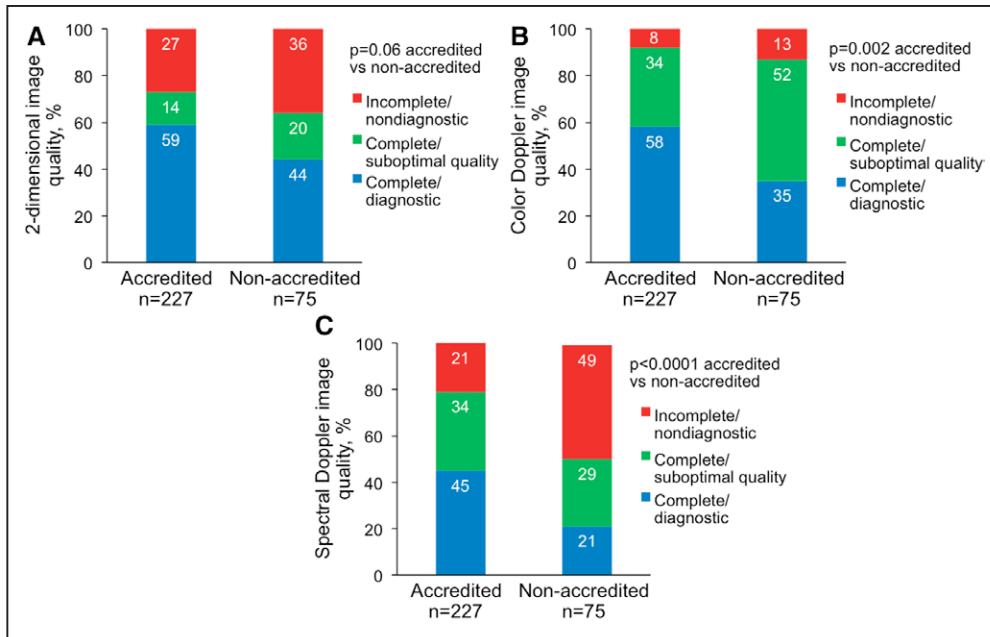 A
2-dimensional image
quality, %
100
80
60
40
20
0
27
14
59
36
20
44
Accredited
n=227
Non-accredited
n=75
p=0.06 accredited
vs non-accredited
Incomplete/
nondiagnostic
Complete/
suboptimal quality
Complete/
diagnostic
B
Color Doppler image
quality, %
100
80
60
40
20
0
8
34
58
13
52
35
Accredited
n=227
Non-accredited
n=75
p=0.002 accredited
vs non-accredited
Incomplete/
nondiagnostic
Complete/
suboptimal quality
Complete/
diagnostic
C
Spectral Doppler image
quality, %
100
80
60
40
20
0
21
34
45
49
29
21
Accredited
n=227
Non-accredited
n=75
p<0.0001 accredited
vs non-accredited
Incomplete/
nondiagnostic
Complete/
suboptimal quality
Complete/
diagnostic